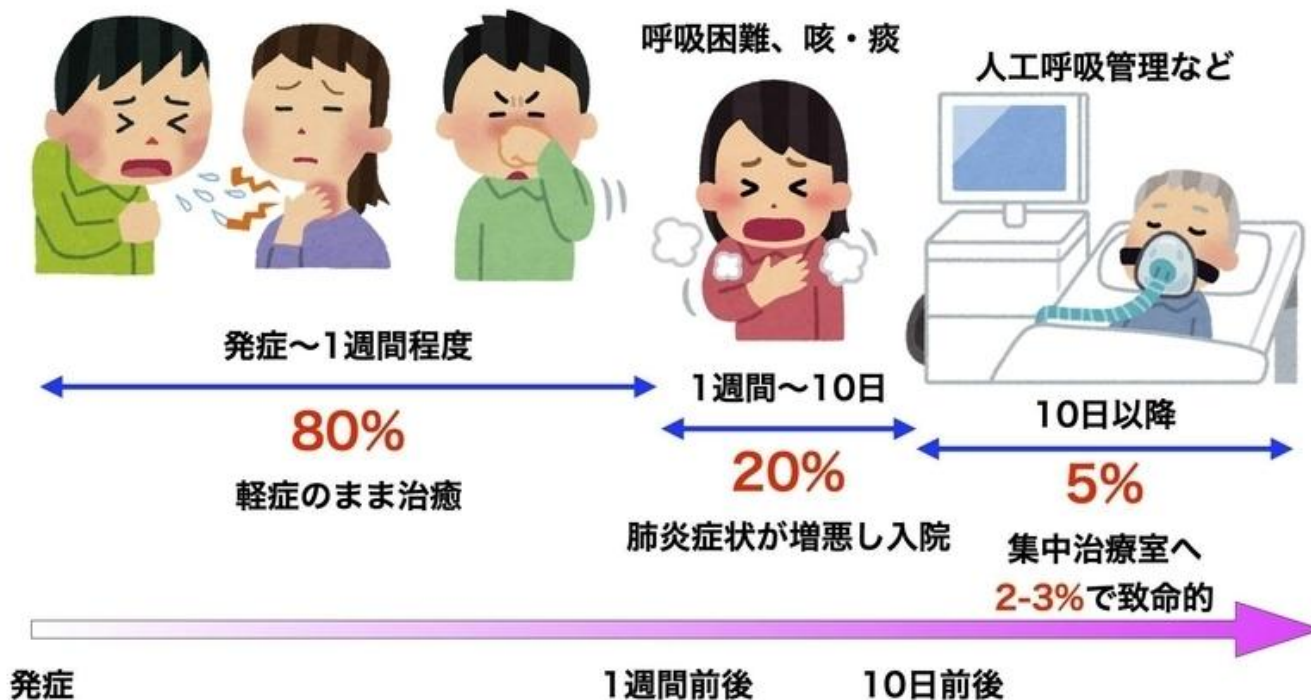 呼吸困難、咳・痰
人工呼吸管理など
発症〜1週間程度
80%
軽症のまま治癒
1週間〜10日
20%
肺炎症状が増悪し入院
10日以降
5%
集中治療室へ
2-3%で致命的
発症
1週間前後
10日前後